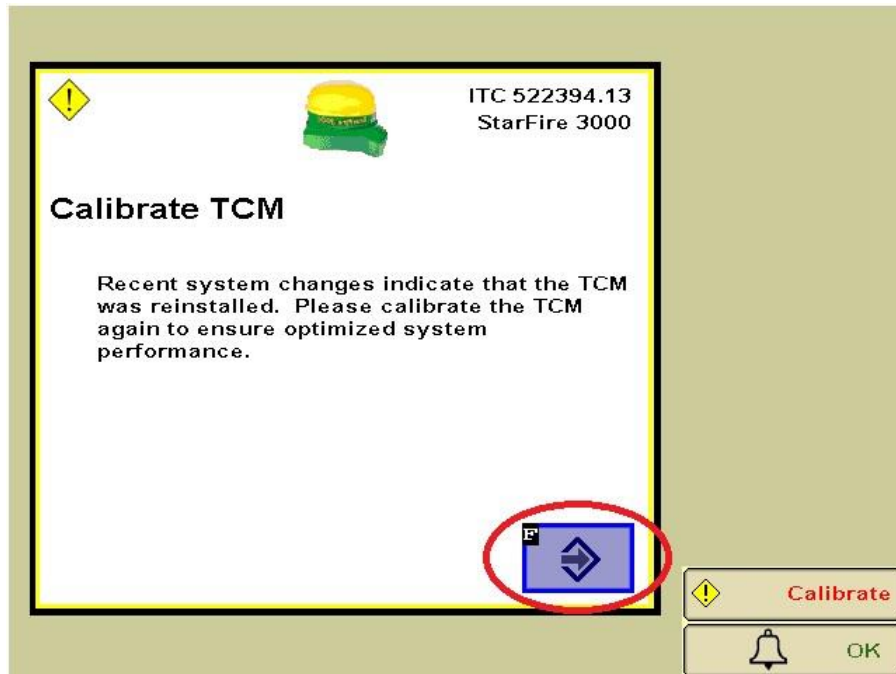 ITC 522394.13
StarFire 3000
Calibrate TCM
Recent system changes indicate that the TCM
was reinstalled. Please calibrate the TCM
again to ensure optimized system
performance.
F
Calibrate
OK